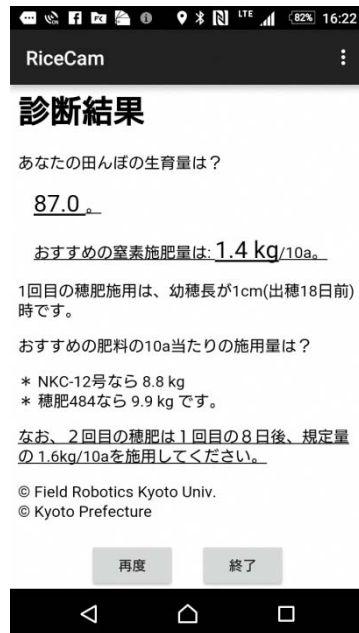 LTE 82% 16:22
RiceCam
診断結果
あなたの田んぼの生育量は？
87.0 。
おすすめの窒素施肥量は: 1.4 kg/10a。
1回目の穂肥施用は、幼穂長が1cm(出穂18日前)
時です。
おすすめの肥料の10a当たりの施用量は？
＊ NKC-12号なら 8.8 kg
＊ 穂肥484なら 9.9 kg です。
なお、２回目の穂肥は１回目の８日後、規定量
の 1.6kg/10aを施用してください。
© Field Robotics Kyoto Univ.
© Kyoto Prefecture
再度 終了